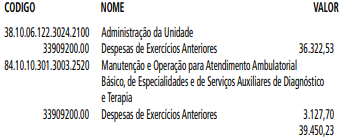 CODIGO NOME VALOR
38.10.06.122.3024.2100 Administração da Unidade
33909200.00 Despesas de Exercícios Anteriores 36.322,53
84.10.10.301.3003.2520 Manutenção e Operação para Atendimento Ambulatorial
Básico, de Especialidades e de Serviços Auxiliares de Diagnóstico
e Terapia
33909200.00 Despesas de Exercícios Anteriores 3.127,70
39.450,23